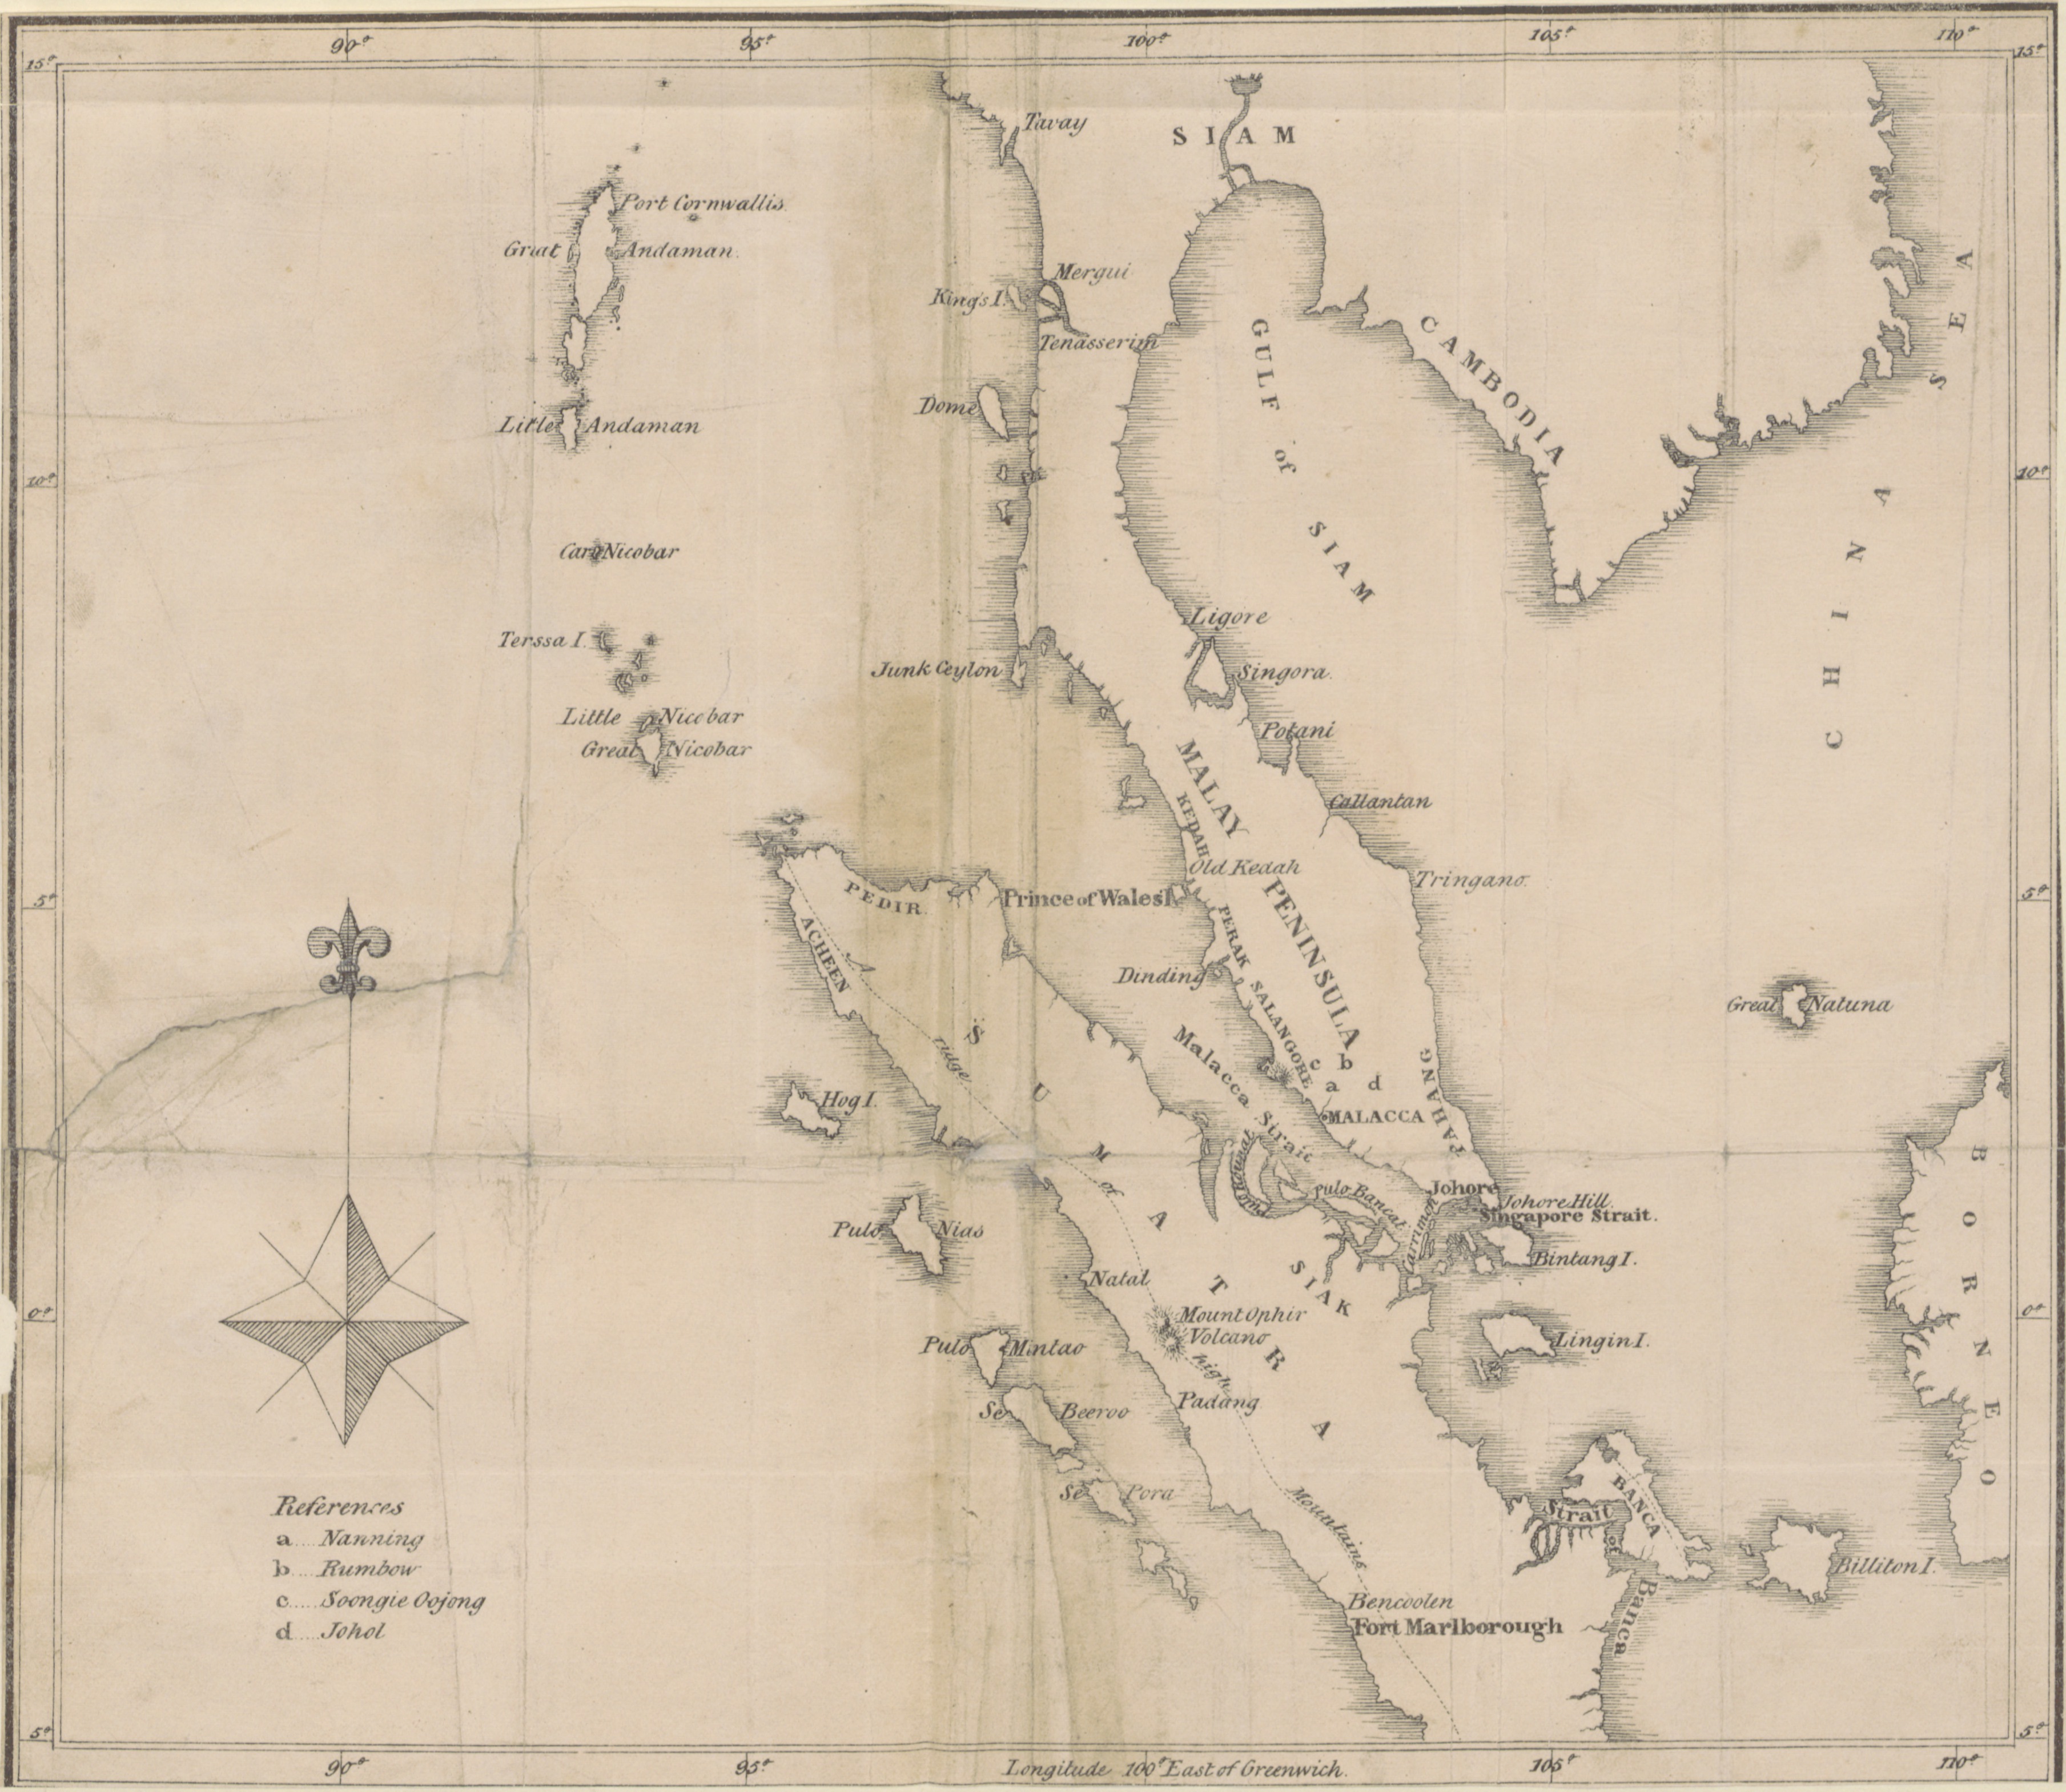 90° 95° 100° 105° 110°
15° 15°
Tavay
SIAM
Port Cornwallis
Great Andaman
Mergui
King's I.
Tenasserim
CAMBODIA
GULF of SIAM
CHINA SEA
Dome
Little Andaman
10° 10°
Car Nicobar
Ligore
Terssa I.
Junk Ceylon
Singora
Little Nicobar
Potani
Great Nicobar
MALAY PENINSULA
KEDAH
Callantan
Old Kedah
Tringano
5° 5°
PEDIR
Prince of Wales I.
ACHEEN
PERAK
Dinding
SALANGORE
Great Natuna
SUMATRA
A ridge of high Mountains
Malacca Strait
c b
a d
PAHANG
Hog I.
MALACCA
BORNEO
Pulo Bancal
Johore
Johore Hill
Singapore Strait
Carrimon
Pulo Nias
Bintang I.
SIAK
Natal
0° 0°
Mount Ophir
Volcano
Lingin I.
Pulo Mintao
Padang
Se Beeroo
Se Pora
BANCA
Strait of Banca
Billiton I.
References
a.... Nanning
b.... Rumbow
c..... Soongie Oojong
d.... Johol
Bencoolen
Fort Marlborough
5° 5°
90° 95° Longitude 100° East of Greenwich. 105° 110°